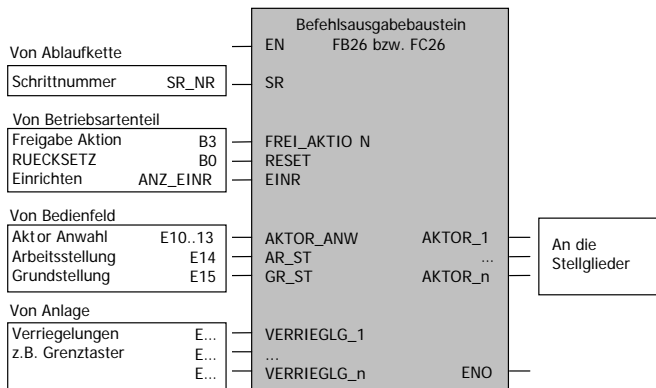 Befehlsausgabebaustein
EN FB26 bzw. FC26
Von Ablaufkette
Schrittnummer SR_NR SR
Von Betriebsartenteil
Freigabe Aktion B3 FREI_AKTIO N
RUECKSETZ B0 RESET
Einrichten ANZ_EINR EINR
Von Bedienfeld
Aktor Anwahl E10..13 AKTOR_ANW AKTOR_1
Arbeitsstellung E14 AR_ST ...
Grundstellung E15 GR_ST AKTOR_n
An die
Stellglieder
Von Anlage
Verriegelungen E... VERRIEGLG_1
z.B. Grenztaster E... ...
E... VERRIEGLG_n ENO